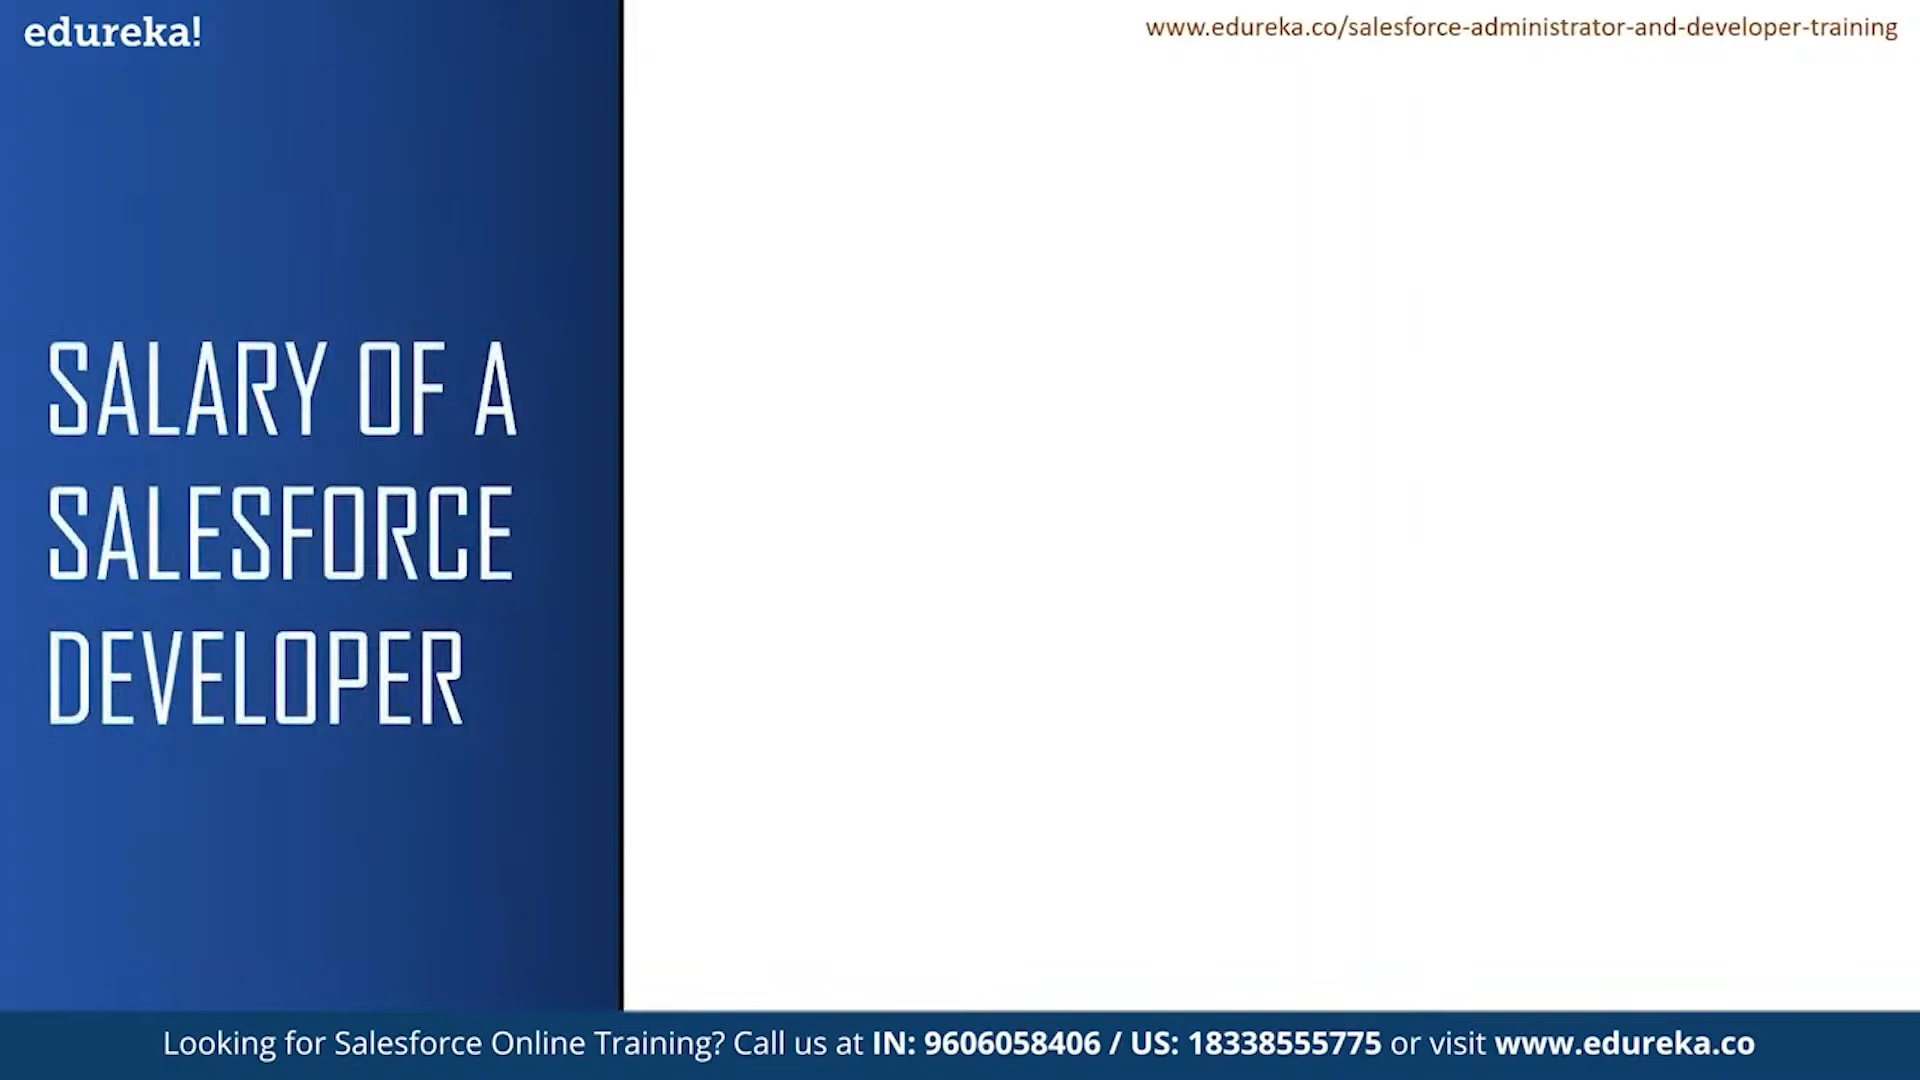 edureka!
www.edureka.co/salesforce-administrator-and-developer-training
SALARY OF A
SALESFORCE
DEVELOPER
Looking for Salesforce Online Training? Call us at IN: 9606058406 / US: 18338555775 or visit www.edureka.co